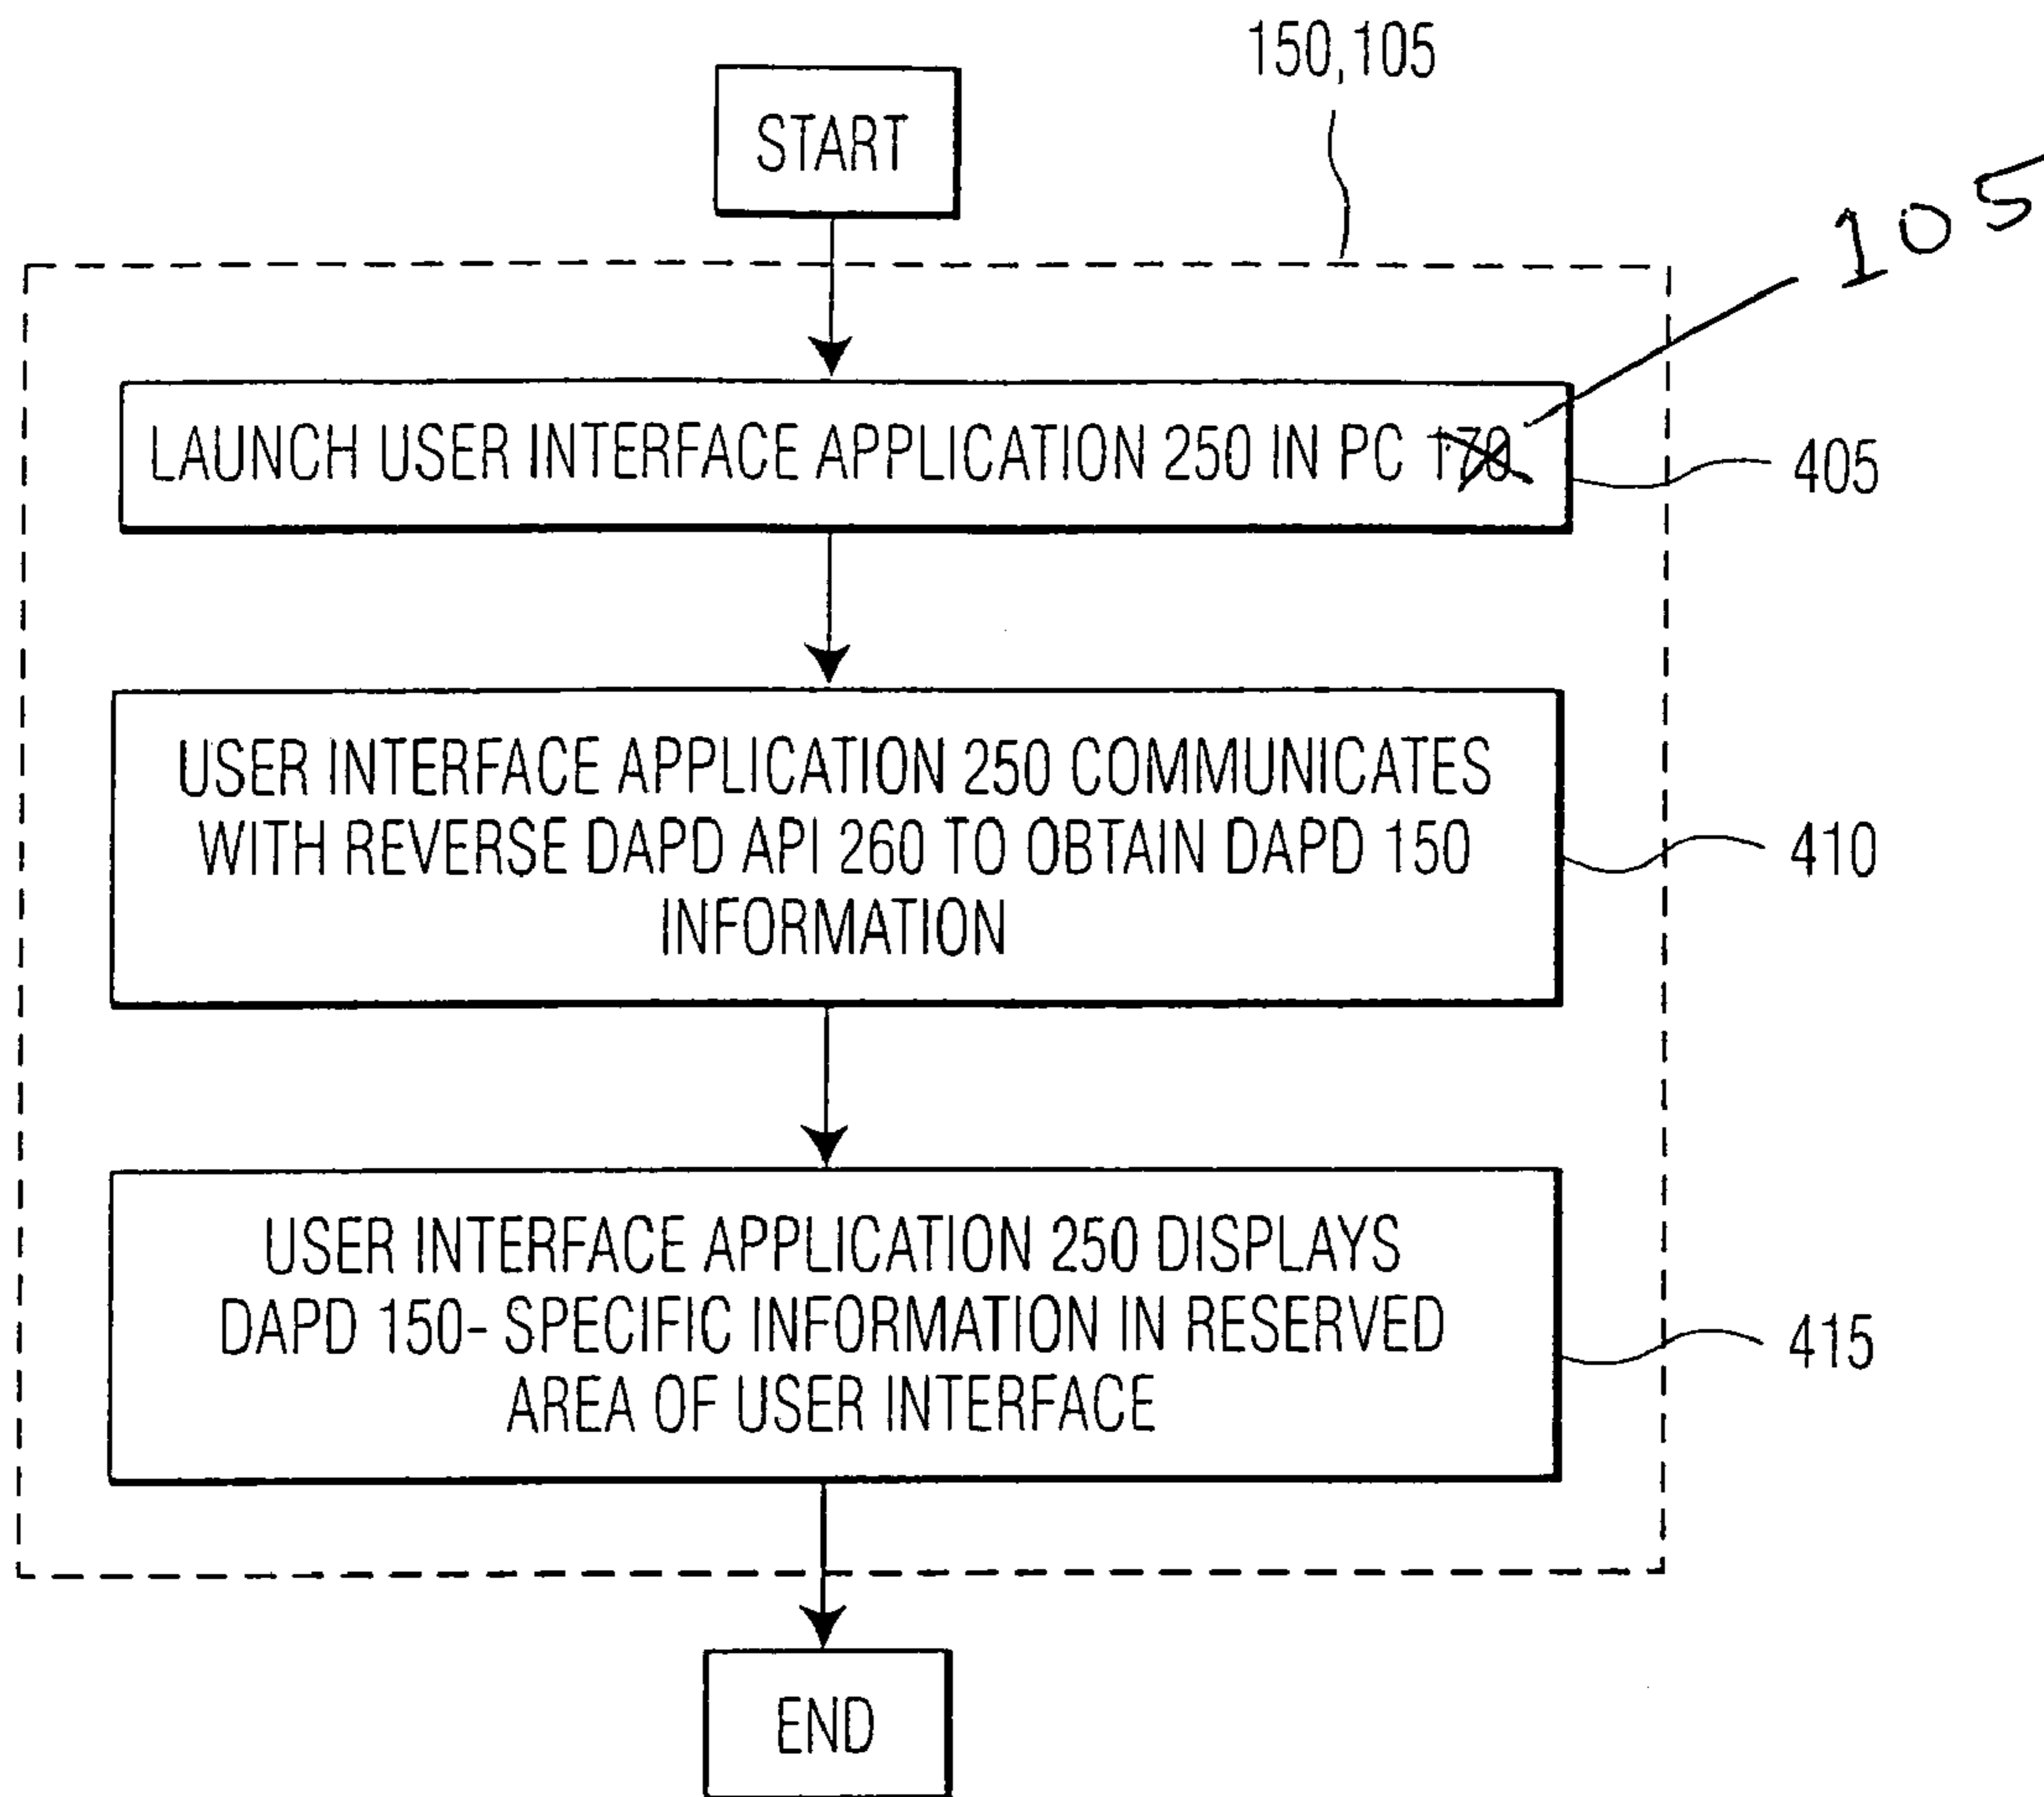 150,105
START
105
LAUNCH USER INTERFACE APPLICATION 250 IN PC 170
405
USER INTERFACE APPLICATION 250 COMMUNICATES
WITH REVERSE DAPD API 260 TO OBTAIN DAPD 150
INFORMATION
410
USER INTERFACE APPLICATION 250 DISPLAYS
DAPD 150- SPECIFIC INFORMATION IN RESERVED
AREA OF USER INTERFACE
415
END